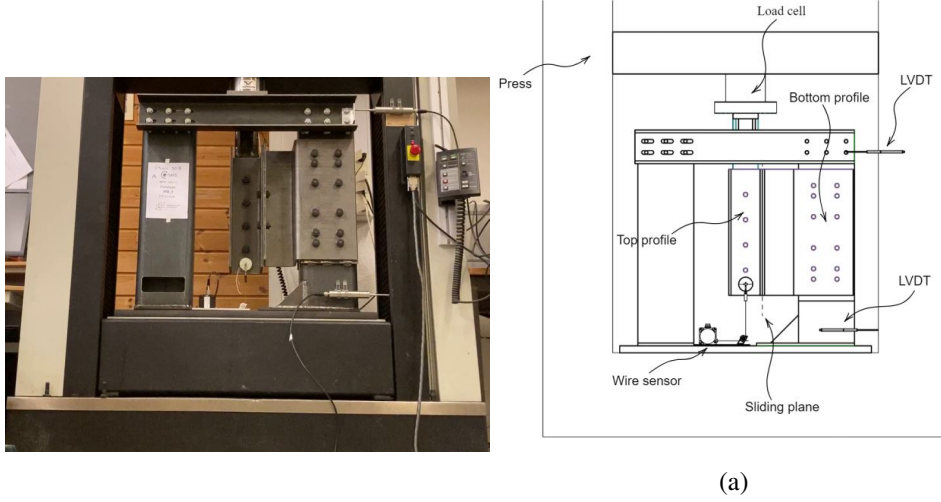 Load cell
Press
LVDT
Bottom profile
Top profile
LVDT
Wire sensor
Sliding plane
(a)